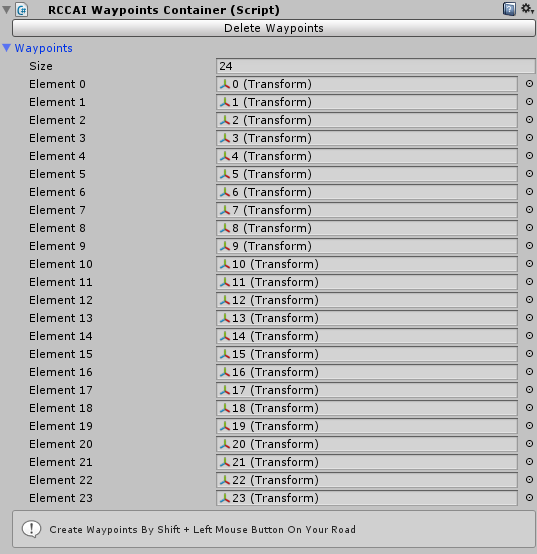 RCCAI Waypoints Container (Script)
Delete Waypoints
Waypoints
Size 24
Element 0 0 (Transform)
Element 1 1 (Transform)
Element 2 2 (Transform)
Element 3 3 (Transform)
Element 4 4 (Transform)
Element 5 5 (Transform)
Element 6 6 (Transform)
Element 7 7 (Transform)
Element 8 8 (Transform)
Element 9 9 (Transform)
Element 10 10 (Transform)
Element 11 11 (Transform)
Element 12 12 (Transform)
Element 13 13 (Transform)
Element 14 14 (Transform)
Element 15 15 (Transform)
Element 16 16 (Transform)
Element 17 17 (Transform)
Element 18 18 (Transform)
Element 19 19 (Transform)
Element 20 20 (Transform)
Element 21 21 (Transform)
Element 22 22 (Transform)
Element 23 23 (Transform)
Create Waypoints By Shift + Left Mouse Button On Your Road